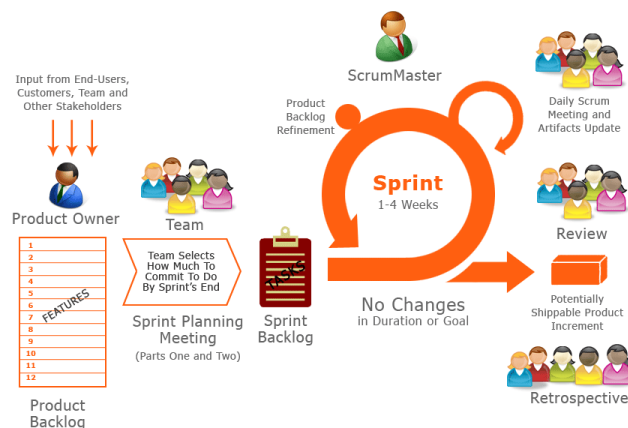 Input from End-Users,
Customers, Team and
Other Stakeholders
Product Owner
1
2
3
4
5
6
7
8
9
10
11
12
FEATURES
Product
Backlog
Team
Team Selects
How Much To
Commit To Do
By Sprint's End
Sprint Planning
Meeting
(Parts One and Two)
TASKS
Sprint
Backlog
ScrumMaster
Product
Backlog
Refinement
Sprint
1-4 Weeks
No Changes
in Duration or Goal
Daily Scrum
Meeting and
Artifacts Update
Review
Potentially
Shippable Product
Increment
Retrospective